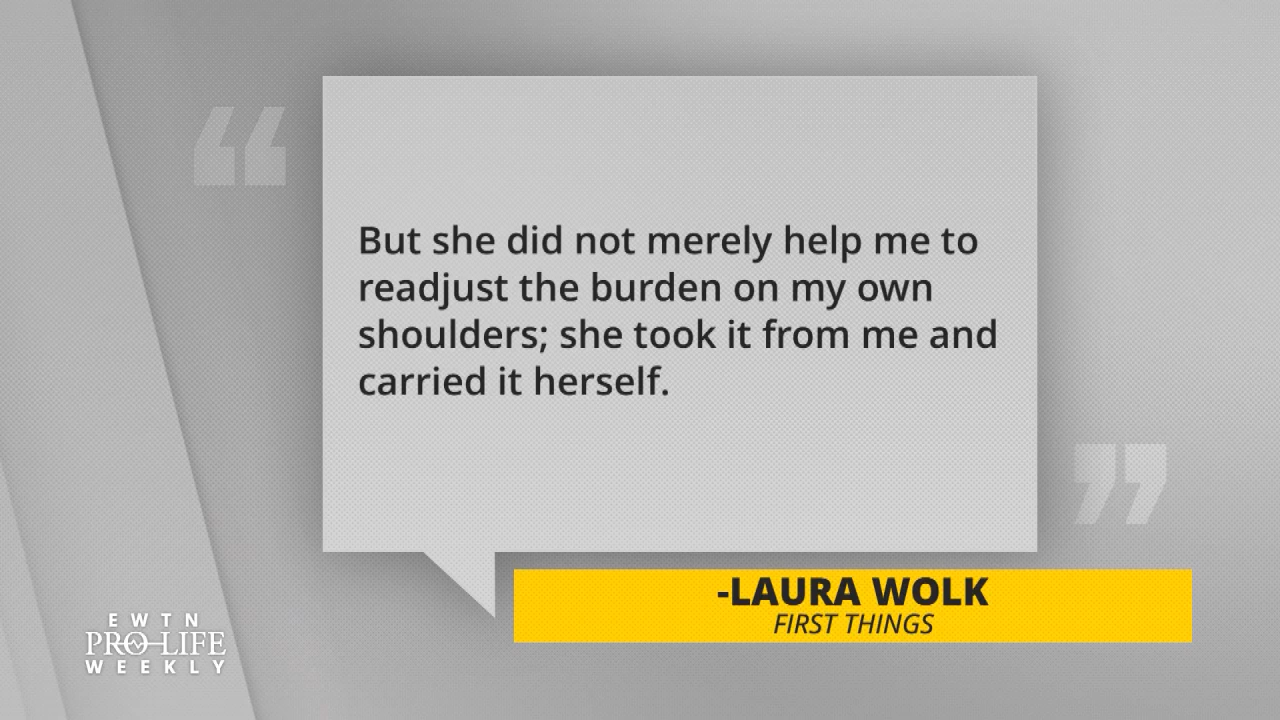 “
But she did not merely help me to
readjust the burden on my own
shoulders; she took it from me and
carried it herself.
”
-LAURA WOLK
FIRST THINGS
EWTN
PRO-LIFE
WEEKLY